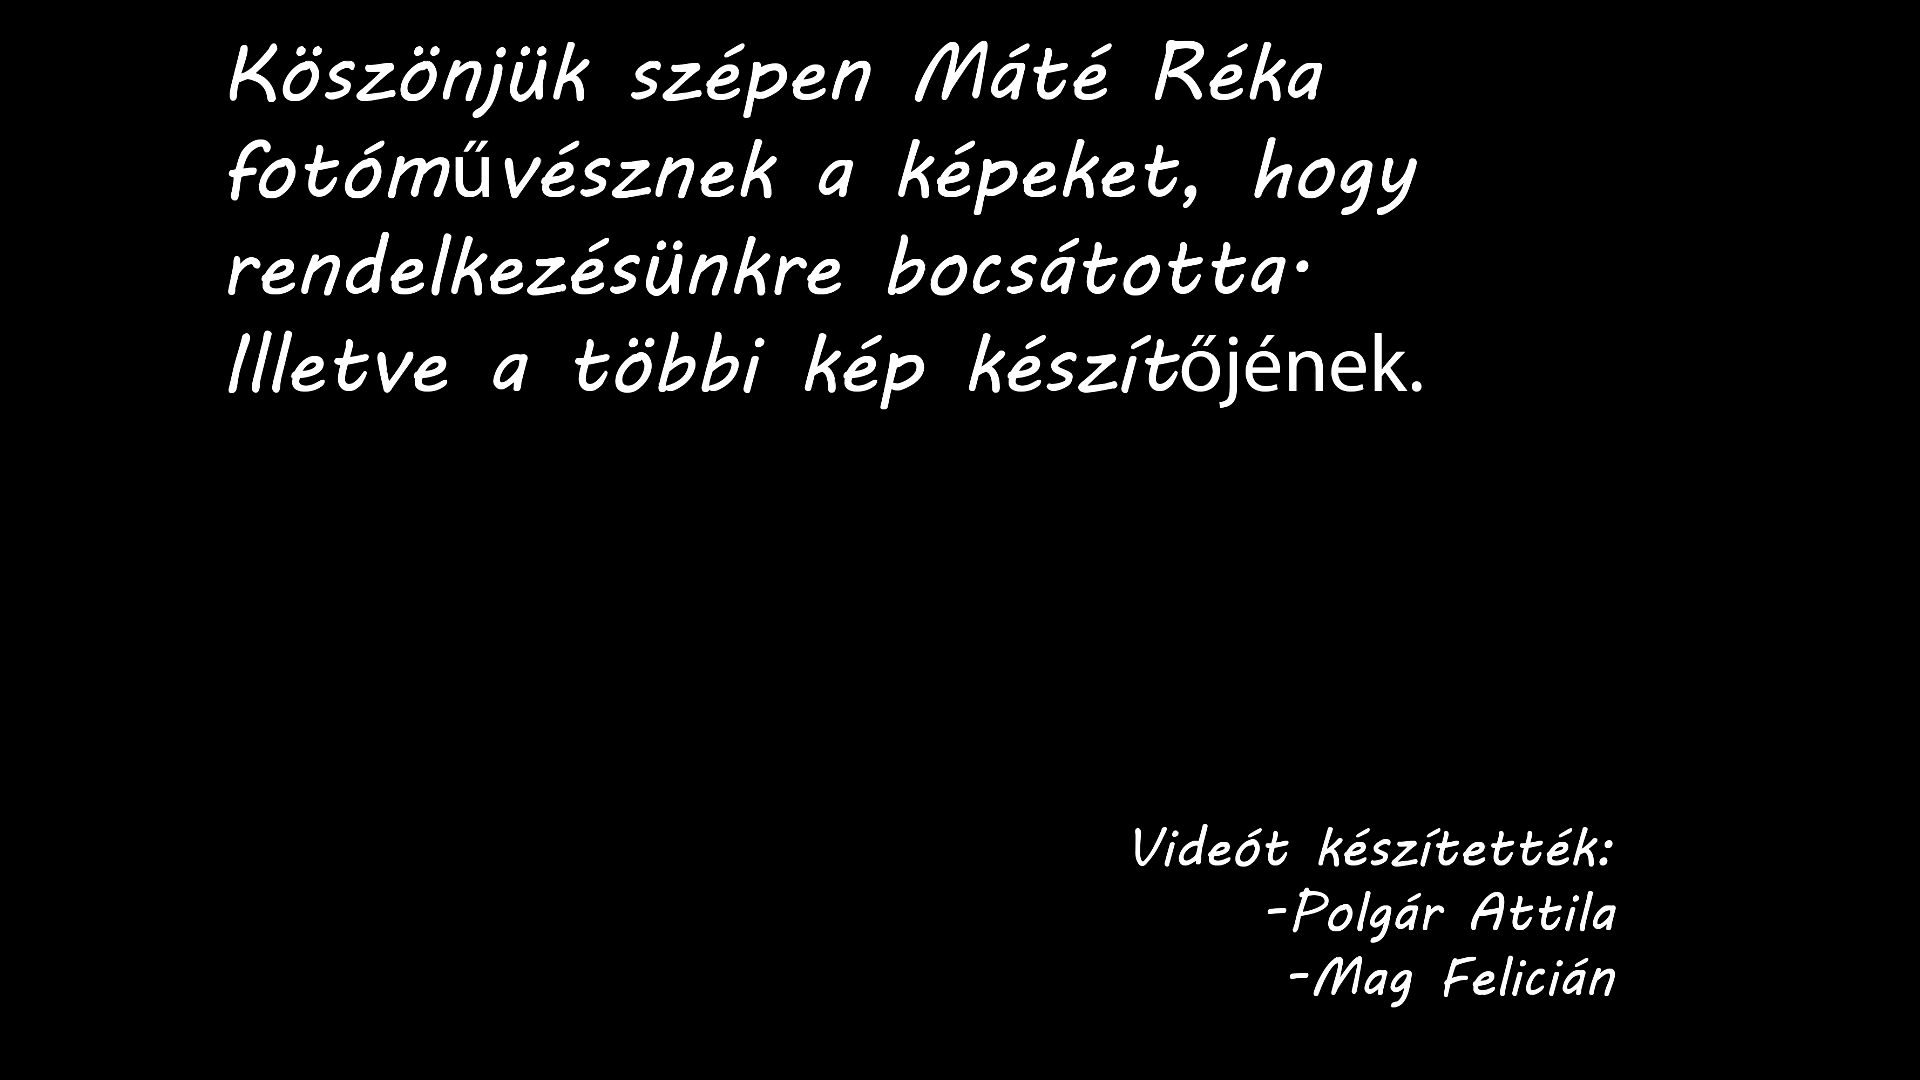 Köszönjük szépen Máté Réka
fotóművésznek a képeket, hogy
rendelkezésünkre bocsátotta.
Illetve a többi kép készítőjének.
Videót készítették:
-Polgár Attila
-Mag Felicián